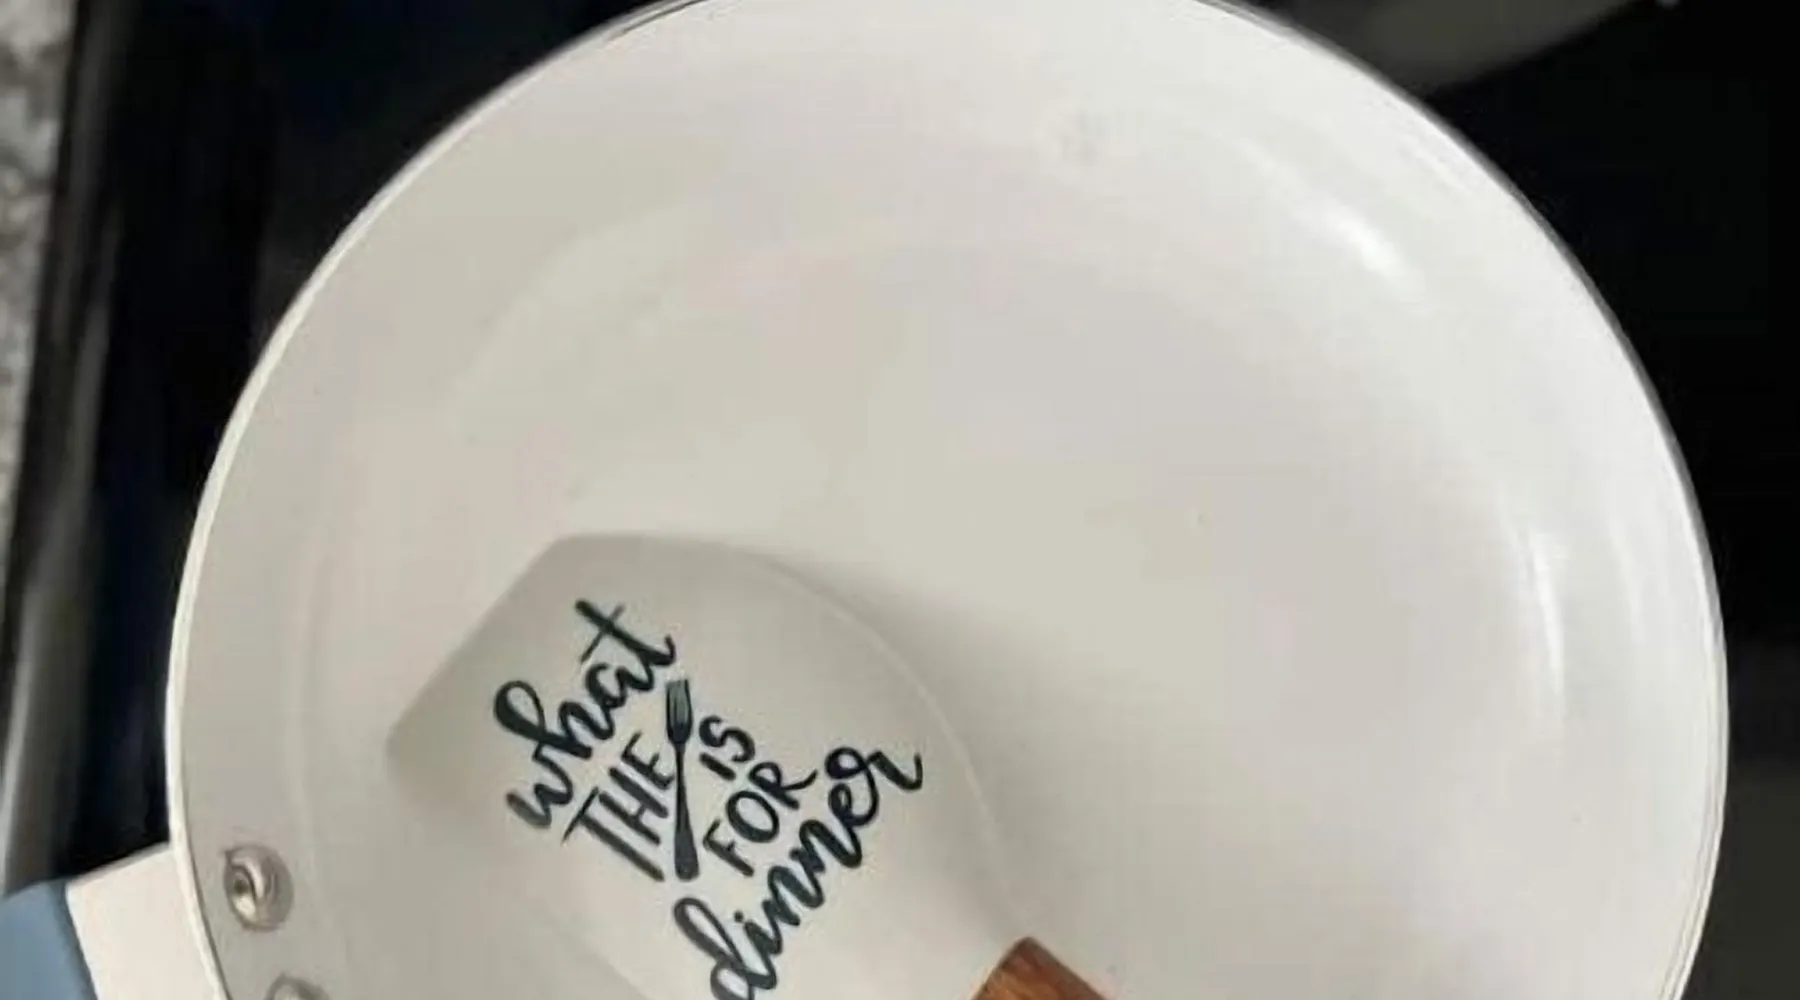 what
THE IS
FOR
dinner